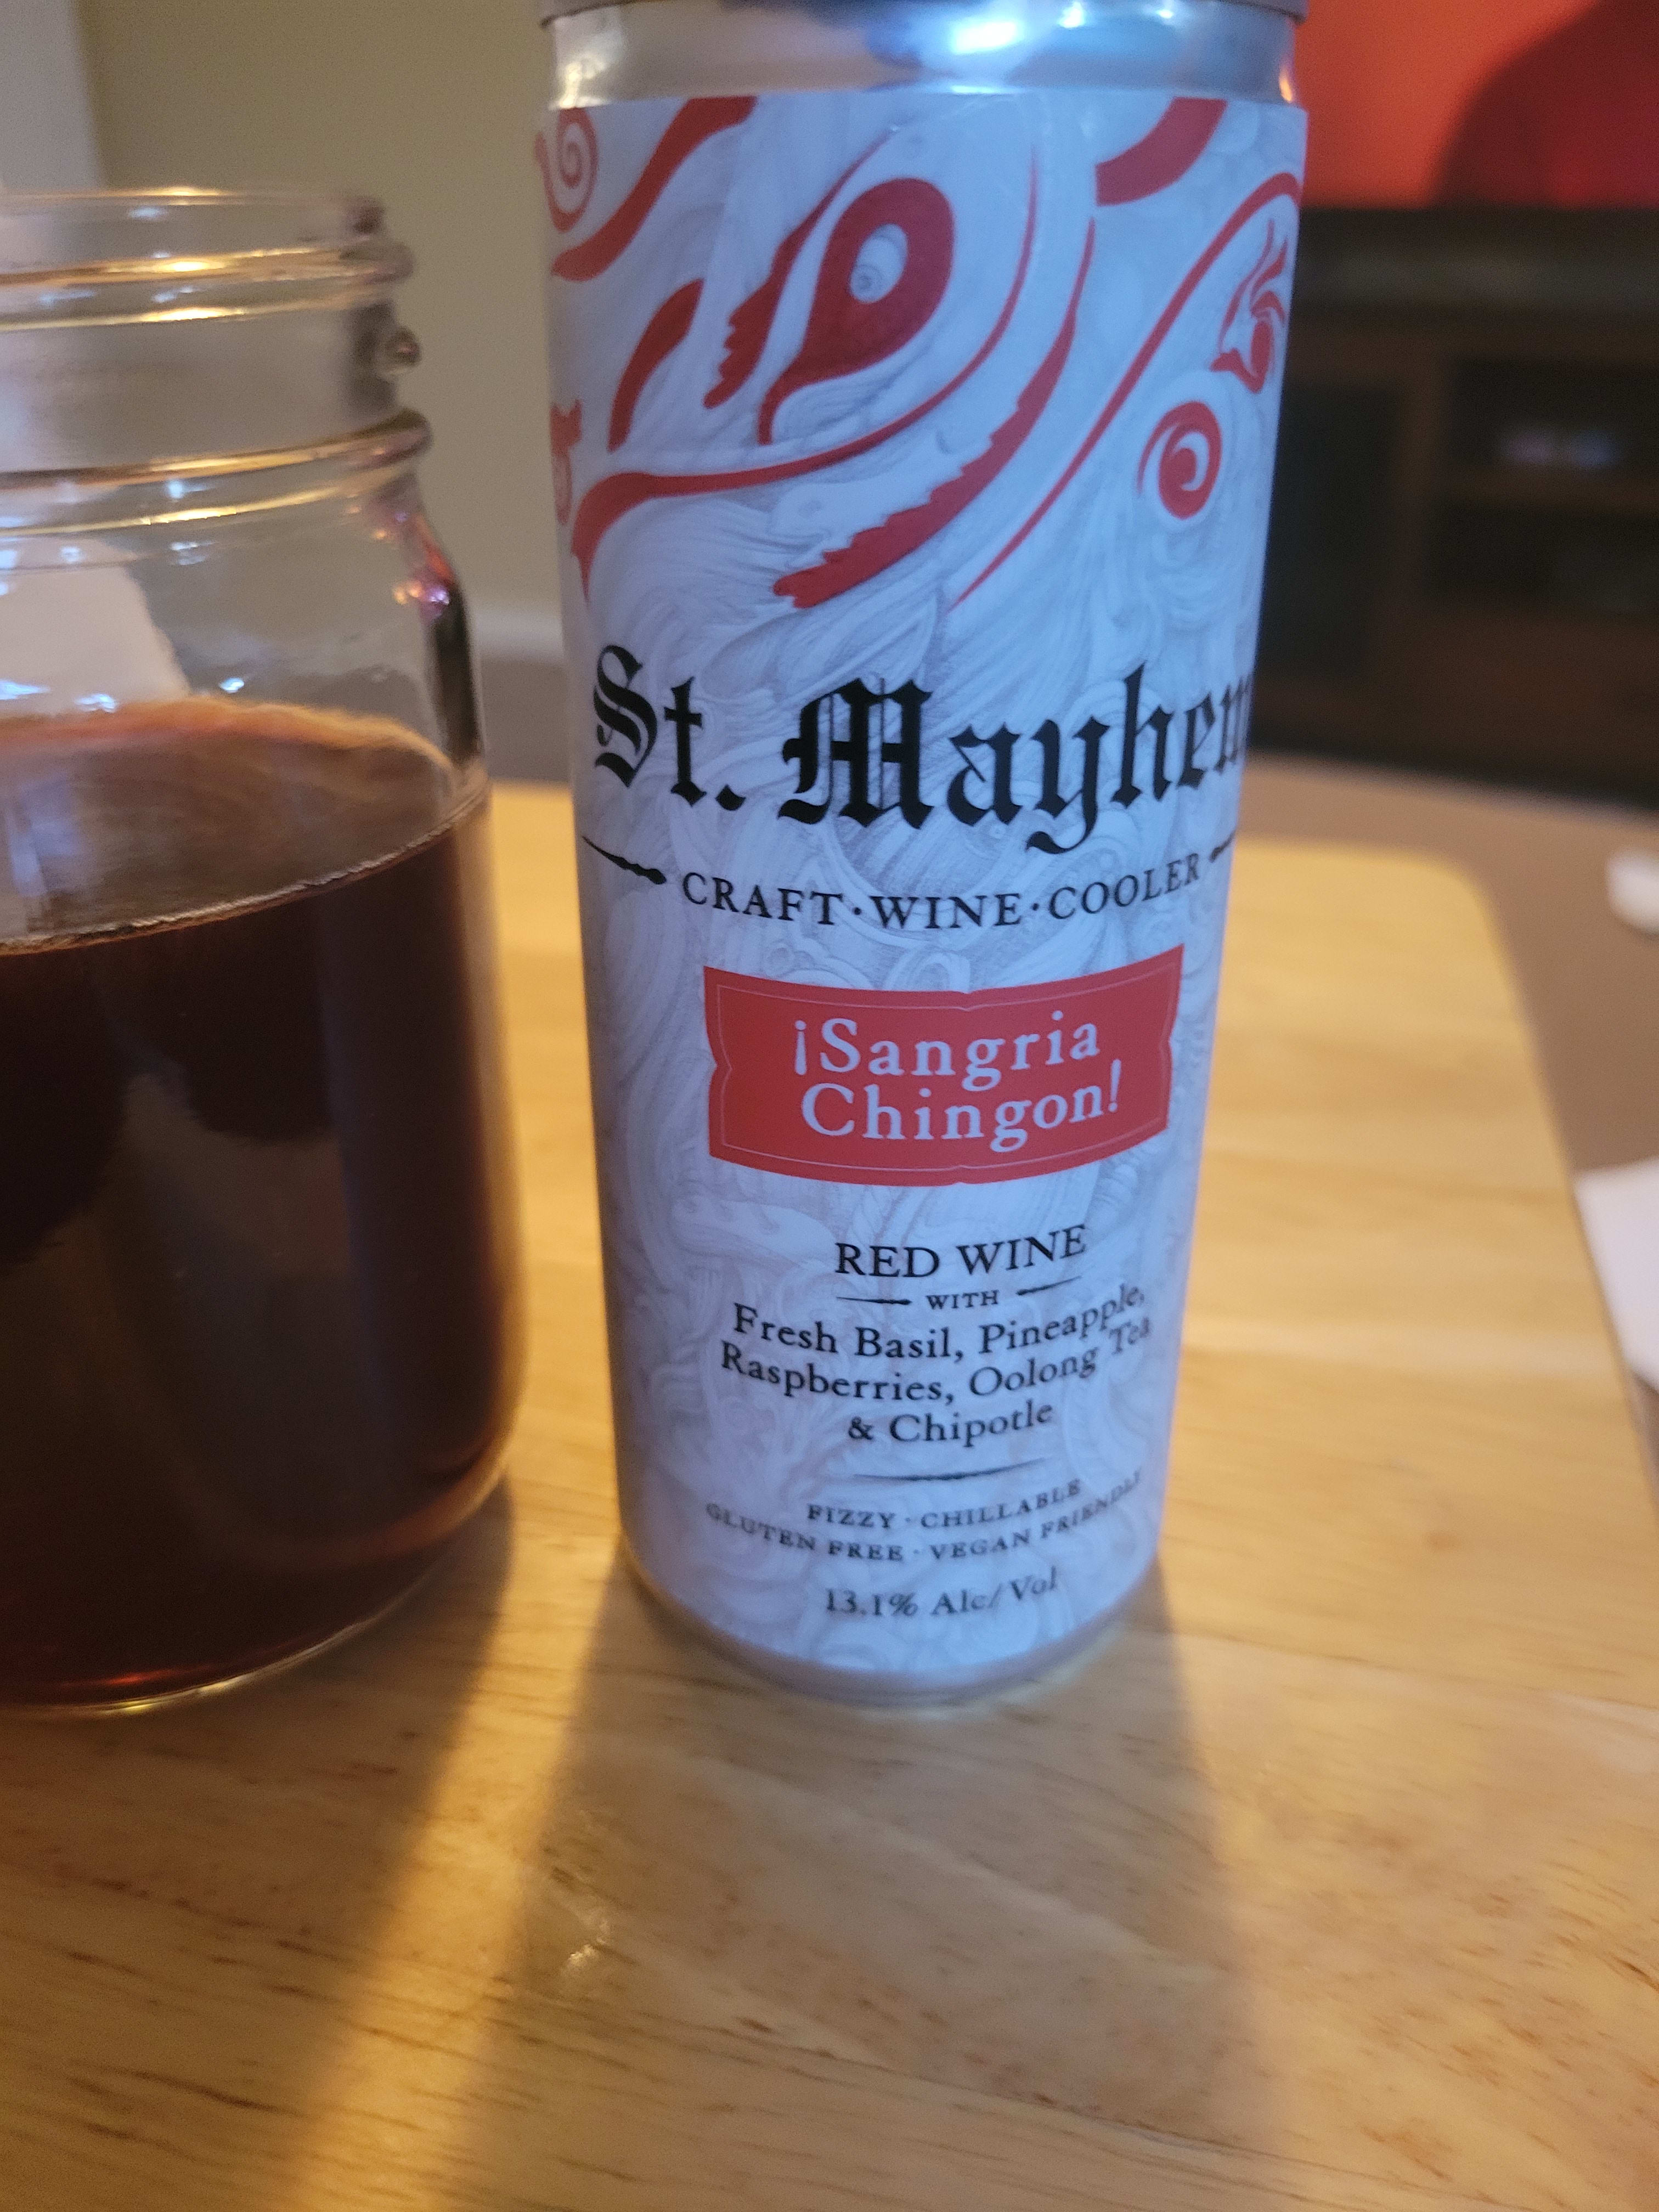 St. Mayhem
CRAFT·WINE·COOLER
¡Sangria
Chingon!
RED WINE
WITH
Fresh Basil, Pineapple,
Raspberries, Oolong Tea
& Chipotle
FIZZY · CHILLABLE
GLUTEN FREE · VEGAN FRIENDLY
13.1% Alc/Vol